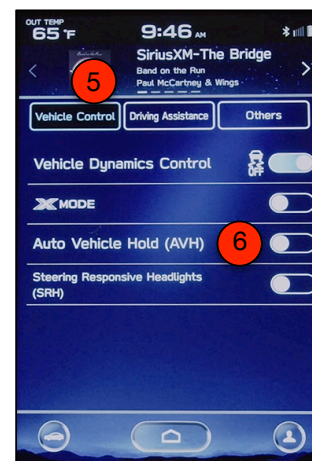 OUT TEMP
65°F
9:46 AM
SiriusXM-The Bridge
Band on the Run
Paul McCartney & Wings
5
Vehicle Control
Driving Assistance
Others
Vehicle Dynamics Control
OFF
X MODE
Auto Vehicle Hold (AVH)
6
Steering Responsive Headlights
(SRH)